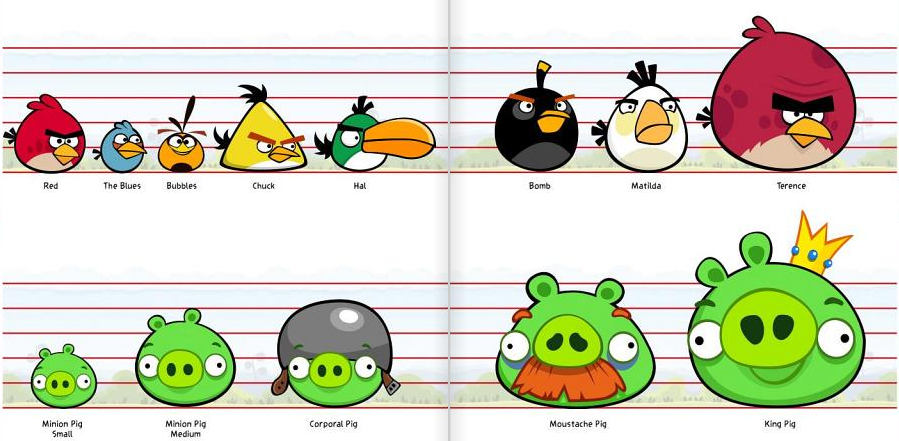 Red
The Blues
Bubbles
Chuck
Hal
Bomb
Matilda
Terence
Minion Pig
Small
Minion Pig
Medium
Corporal Pig
Moustache Pig
King Pig